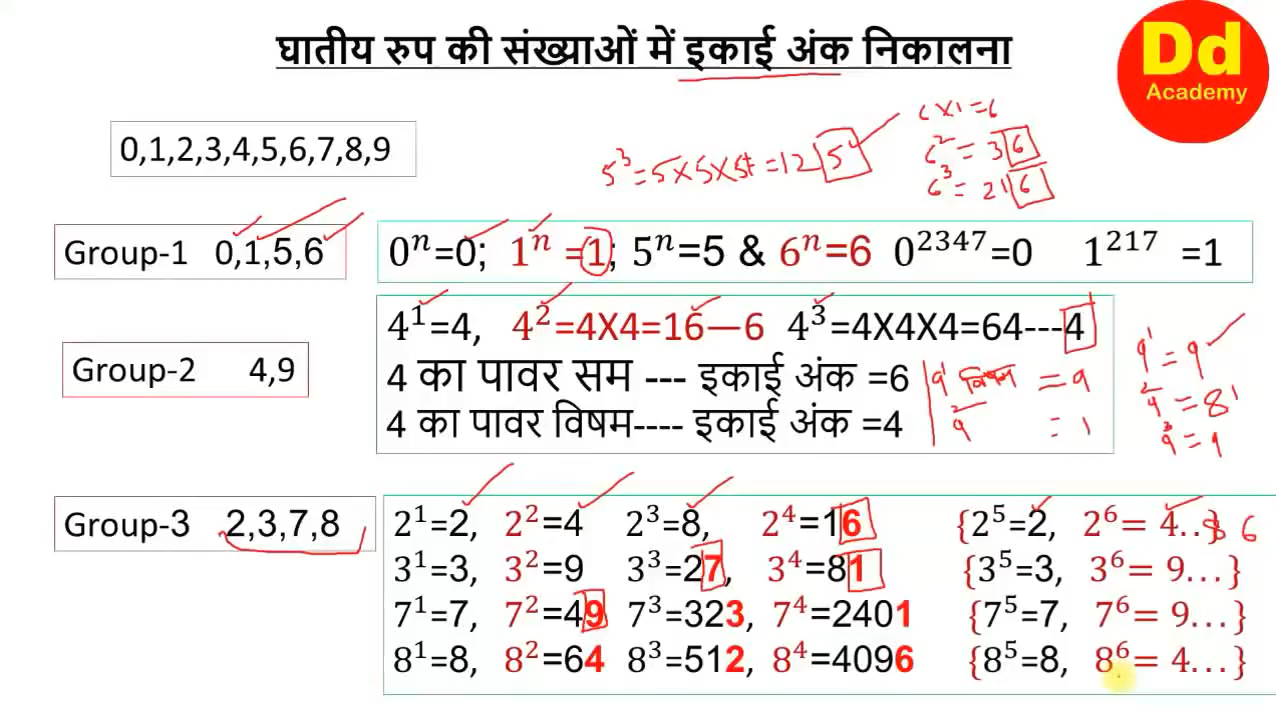 घातीय रुप की संख्याओं में इकाई अंक निकालना
Dd
Academy
0,1,2,3,4,5,6,7,8,9
5³=5×5×5=125
6×1=6
6²=36
6³=216
Group-1 0,1,5,6
0ⁿ=0; 1ⁿ=1; 5ⁿ=5 & 6ⁿ=6 0²³⁴⁷=0 1²¹⁷ =1
4¹=4, 4²=4X4=16—6 4³=4X4X4=64---4
Group-2 4,9
4 का पावर सम --- इकाई अंक =6
4 का पावर विषम---- इकाई अंक =4
9¹ विषम = 9
9² = 1
9¹ = 9
9² = 81
9³ = 9
Group-3 2,3,7,8
2¹=2, 2²=4 2³=8, 2⁴=16 {2⁵=2, 2⁶= 4..} 8 6
3¹=3, 3²=9 3³=27, 3⁴=81 {3⁵=3, 3⁶= 9...}
7¹=7, 7²=49 7³=323, 7⁴=2401 {7⁵=7, 7⁶= 9...}
8¹=8, 8²=64 8³=512, 8⁴=4096 {8⁵=8, 8⁶= 4...}